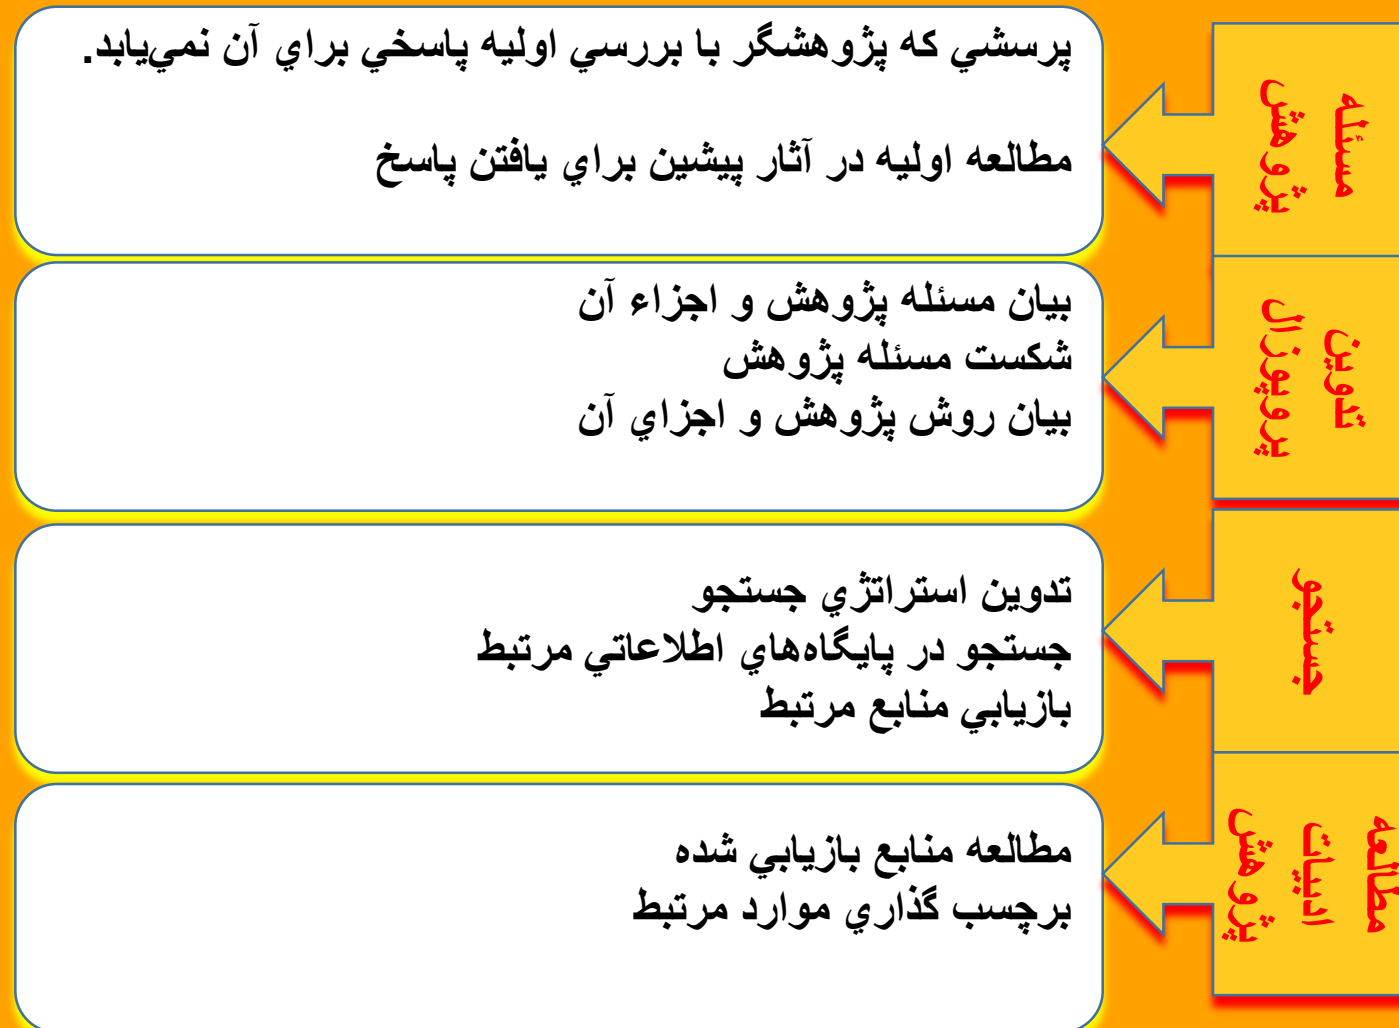 مسئله
پژوهش
پرسشي که پژوهشگر با بررسي اوليه پاسخي براي آن نمي‌يابد.
مطالعه اوليه در آثار پيشين براي يافتن پاسخ
تدوين
پروپوزال
بيان مسئله پژوهش و اجزاء آن
شکست مسئله پژوهش
بيان روش پژوهش و اجزاي آن
جستجو
تدوين استراتژي جستجو
جستجو در پايگاه‌هاي اطلاعاتي مرتبط
بازيابي منابع مرتبط
مطالعه
ادبيات
پژوهش
مطالعه منابع بازيابي شده
برچسب گذاري موارد مرتبط